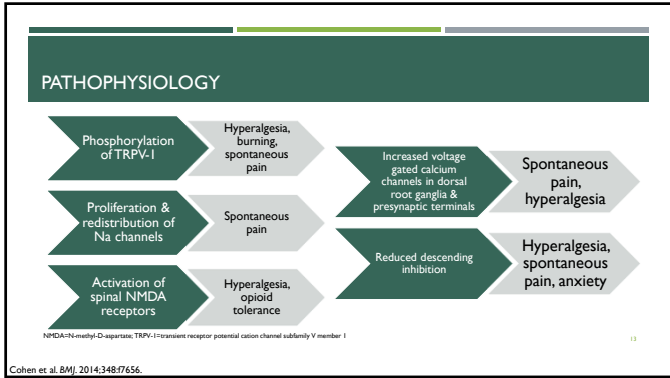 PATHOPHYSIOLOGY
Phosphorylation
of TRPV-1
Hyperalgesia,
burning,
spontaneous
pain
Proliferation &
redistribution of
Na channels
Spontaneous
pain
Activation of
spinal NMDA
receptors
Hyperalgesia,
opioid
tolerance
Increased voltage
gated calcium
channels in dorsal
root ganglia &
presynaptic terminals
Spontaneous
pain,
hyperalgesia
Reduced descending
inhibition
Hyperalgesia,
spontaneous
pain, anxiety
NMDA=N-methyl-D-aspartate; TRPV-1=transient receptor potential cation channel subfamily V member 1
13
Cohen et al. BMJ. 2014;348:f7656.